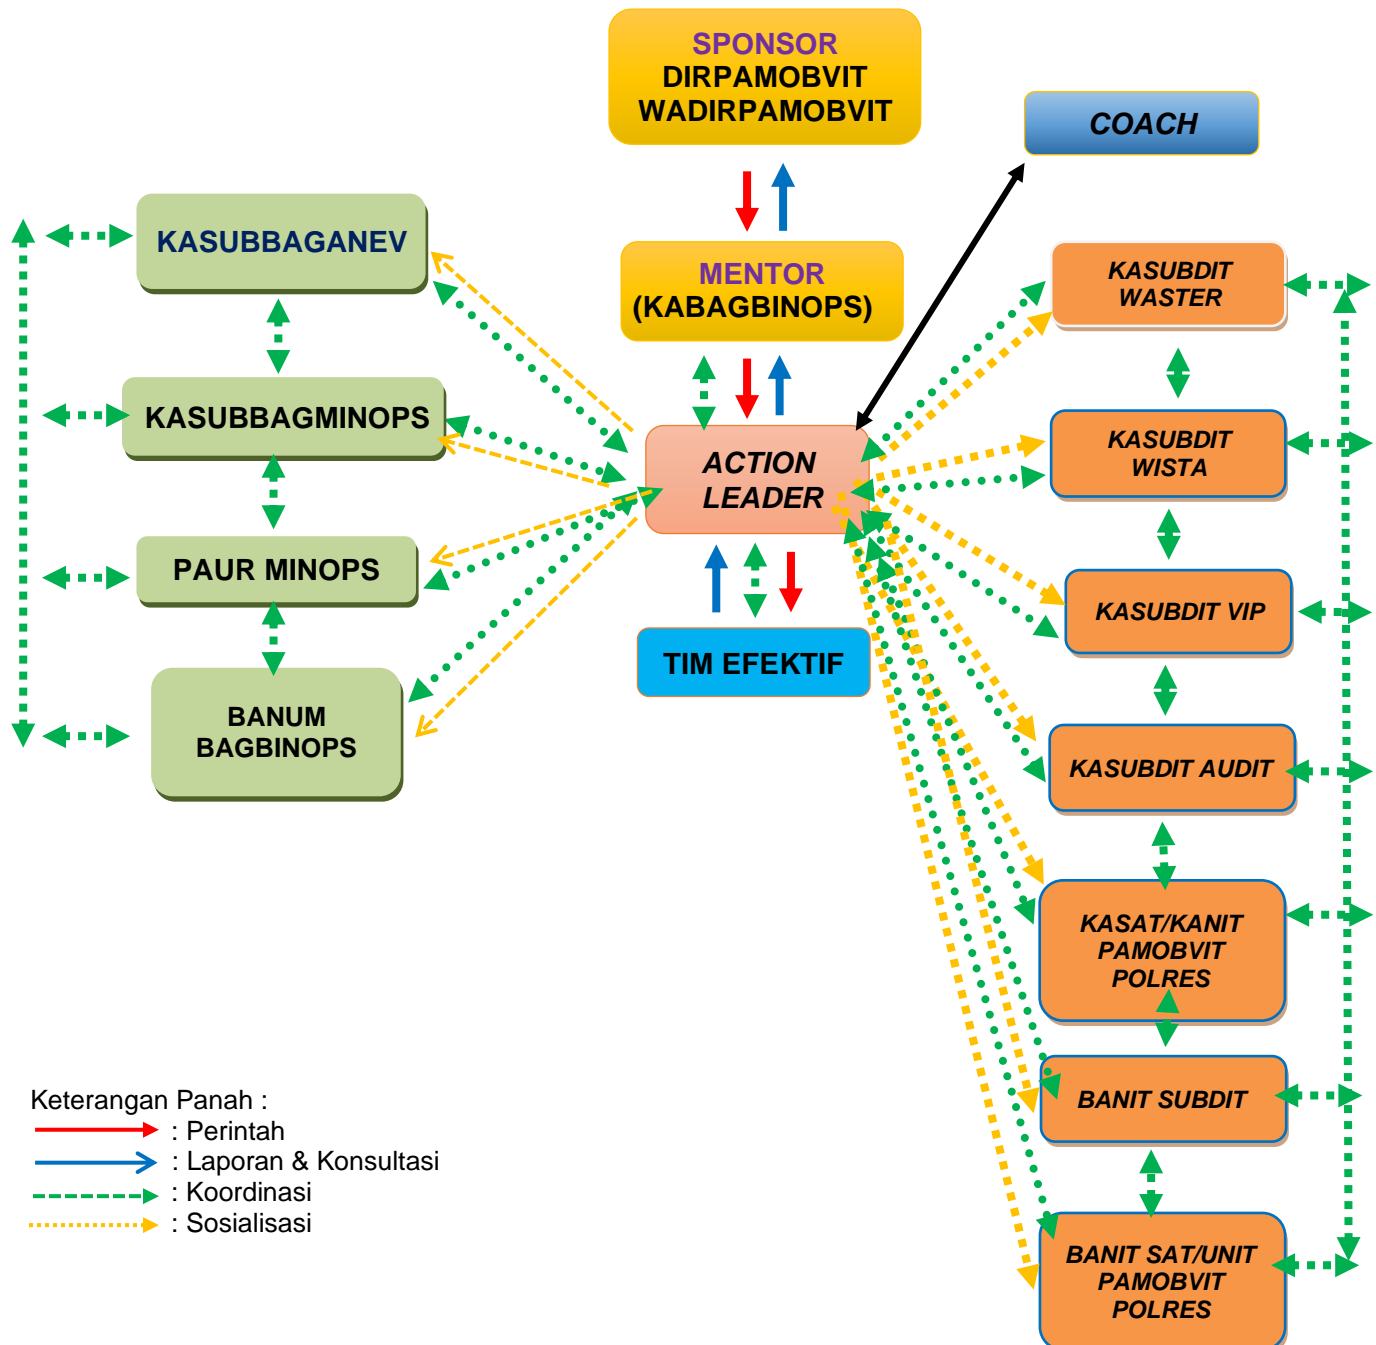 SPONSOR
DIRPAMOBVIT
WADIRPAMOBVIT
COACH
KASUBBAGANEV
MENTOR
(KABAGBINOPS)
KASUBDIT
WASTER
KASUBBAGMINOPS
ACTION
LEADER
KASUBDIT
WISTA
PAUR MINOPS
KASUBDIT VIP
TIM EFEKTIF
BANUM
BAGBINOPS
KASUBDIT AUDIT
KASAT/KANIT
PAMOBVIT
POLRES
BANIT SUBDIT
BANIT SAT/UNIT
PAMOBVIT
POLRES
Keterangan Panah :
: Perintah
: Laporan & Konsultasi
: Koordinasi
: Sosialisasi